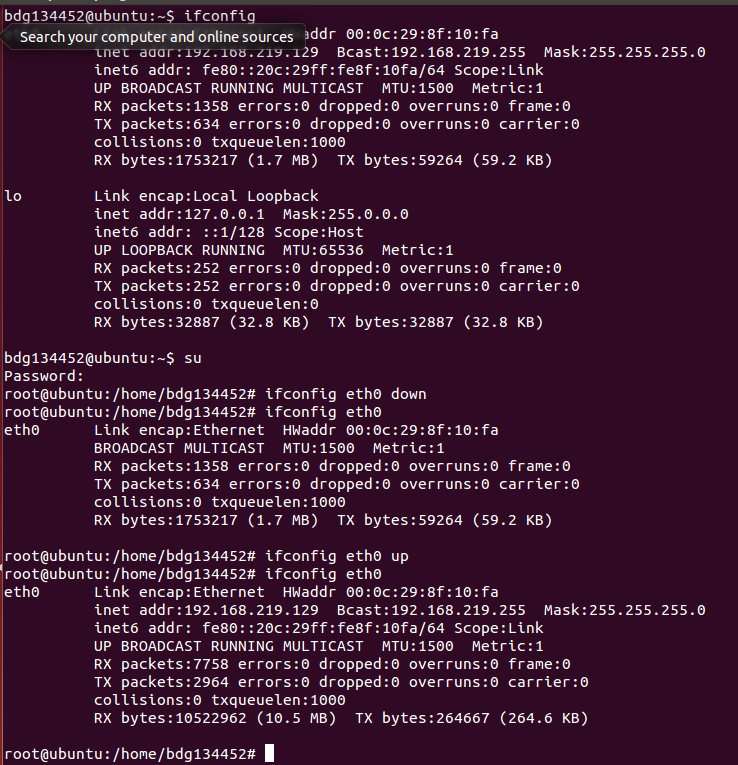 bdg134452@ubuntu:~$ ifconfig
Search your computer and online sources
addr 00:0c:29:8f:10:fa
inet addr:192.168.219.129  Bcast:192.168.219.255  Mask:255.255.255.0
inet6 addr: fe80::20c:29ff:fe8f:10fa/64 Scope:Link
UP BROADCAST RUNNING MULTICAST  MTU:1500  Metric:1
RX packets:1358 errors:0 dropped:0 overruns:0 frame:0
TX packets:634 errors:0 dropped:0 overruns:0 carrier:0
collisions:0 txqueuelen:1000
RX bytes:1753217 (1.7 MB)  TX bytes:59264 (59.2 KB)
lo        Link encap:Local Loopback
inet addr:127.0.0.1  Mask:255.0.0.0
inet6 addr: ::1/128 Scope:Host
UP LOOPBACK RUNNING  MTU:65536  Metric:1
RX packets:252 errors:0 dropped:0 overruns:0 frame:0
TX packets:252 errors:0 dropped:0 overruns:0 carrier:0
collisions:0 txqueuelen:0
RX bytes:32887 (32.8 KB)  TX bytes:32887 (32.8 KB)
bdg134452@ubuntu:~$ su
Password:
root@ubuntu:/home/bdg134452# ifconfig eth0 down
root@ubuntu:/home/bdg134452# ifconfig eth0
eth0      Link encap:Ethernet  HWaddr 00:0c:29:8f:10:fa
BROADCAST MULTICAST  MTU:1500  Metric:1
RX packets:1358 errors:0 dropped:0 overruns:0 frame:0
TX packets:634 errors:0 dropped:0 overruns:0 carrier:0
collisions:0 txqueuelen:1000
RX bytes:1753217 (1.7 MB)  TX bytes:59264 (59.2 KB)
root@ubuntu:/home/bdg134452# ifconfig eth0 up
root@ubuntu:/home/bdg134452# ifconfig eth0
eth0      Link encap:Ethernet  HWaddr 00:0c:29:8f:10:fa
inet addr:192.168.219.129  Bcast:192.168.219.255  Mask:255.255.255.0
inet6 addr: fe80::20c:29ff:fe8f:10fa/64 Scope:Link
UP BROADCAST RUNNING MULTICAST  MTU:1500  Metric:1
RX packets:7758 errors:0 dropped:0 overruns:0 frame:0
TX packets:2964 errors:0 dropped:0 overruns:0 carrier:0
collisions:0 txqueuelen:1000
RX bytes:10522962 (10.5 MB)  TX bytes:264667 (264.6 KB)
root@ubuntu:/home/bdg134452#